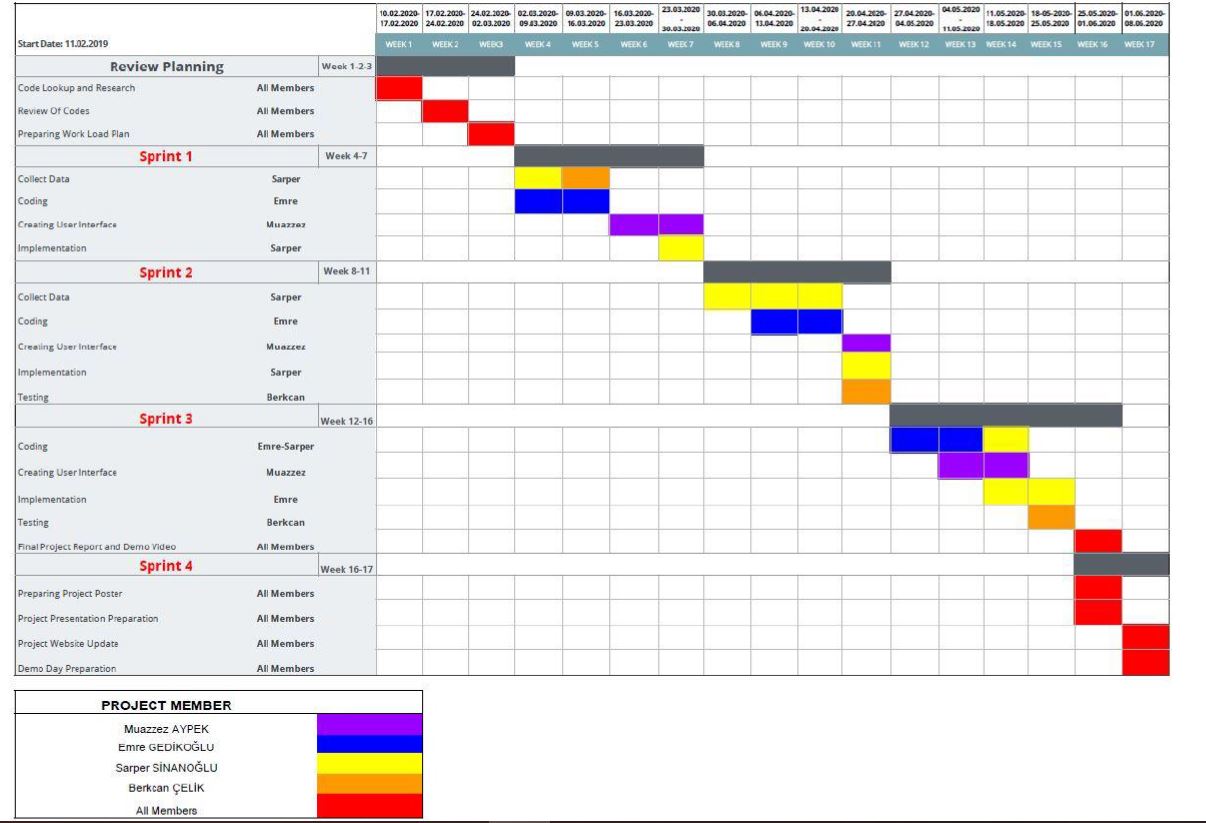 10.02.2020- 17.02.2020- 24.02.2020- 02.03.2020- 09.03.2020- 16.03.2020- 23.03.2020 30.03.2020- 06.04.2020- 13.04.2020 20.04.2020- 27.04.2020- 04.05.2020 11.05.2020- 18-05-2020- 25.05.2020- 01.06.2020-
17.02.2020 24.02.2020 02.03.2020 09.03.2020 16.03.2020 23.03.2020 - 30.03.2020 06.04.2020 13.04.2020 - 20.04.2020 27.04.2020 04.05.2020 - 11.05.2020 18.05.2020 25.05.2020 01.06.2020 08.06.2020
Start Date: 11.02.2019 WEEK 1 WEEK 2 WEEK3 WEEK 4 WEEK 5 WEEK 6 WEEK 7 WEEK 8 WEEK 9 WEEK 10 WEEK 11 WEEK 12 WEEK 13 WEEK 14 WEEK 15 WEEK 16 WEEK 17
Review Planning Week 1-2-3
Code Lookup and Research All Members
Review Of Codes All Members
Preparing Work Load Plan All Members
Sprint 1 Week 4-7
Collect Data Sarper
Coding Emre
Creating User Interface Muazzez
Implementation Sarper
Sprint 2 Week 8-11
Collect Data Sarper
Coding Emre
Creating User Interface Muazzez
Implementation Sarper
Testing Berkcan
Sprint 3 Week 12-16
Coding Emre-Sarper
Creating User Interface Muazzez
Implementation Emre
Testing Berkcan
Final Project Report and Demo Video All Members
Sprint 4 Week 16-17
Preparing Project Poster All Members
Project Presentation Preparation All Members
Project Website Update All Members
Demo Day Preparation All Members
PROJECT MEMBER
Muazzez AYPEK
Emre GEDİKOĞLU
Sarper SİNANOĞLU
Berkcan ÇELİK
All Members